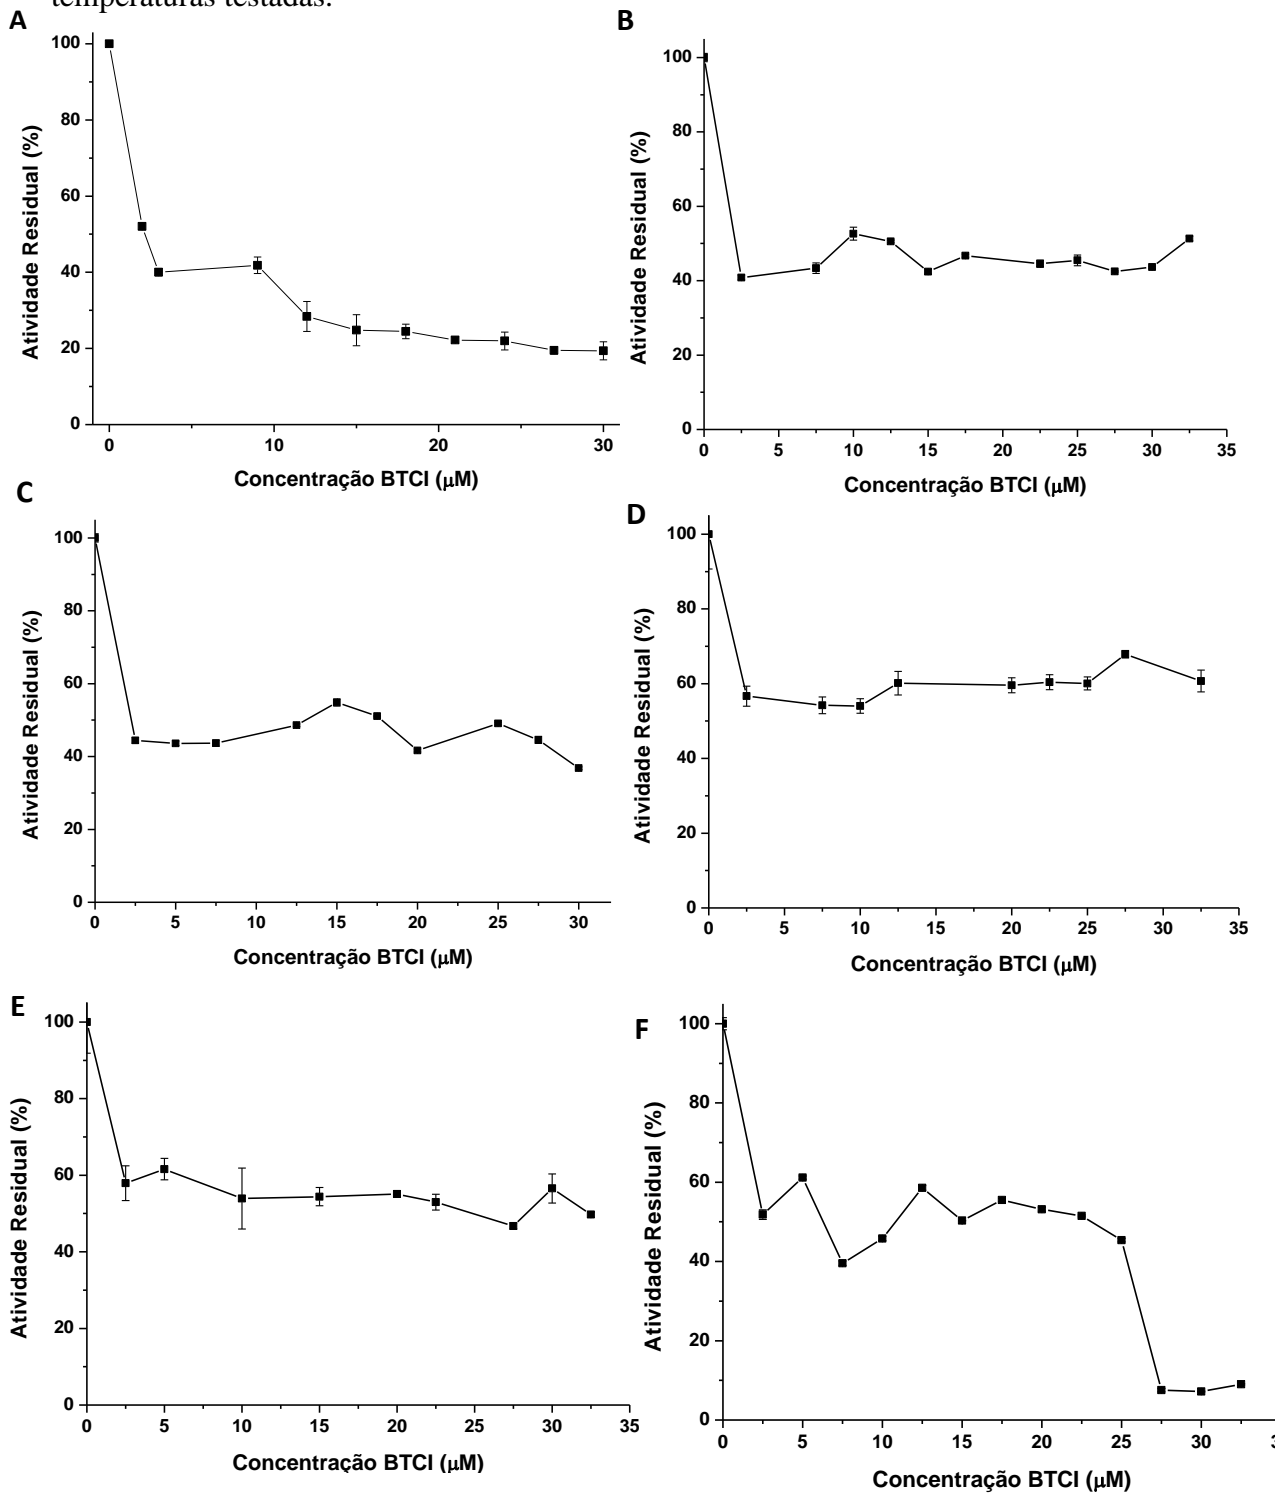 temperaturas testadas.
A
100
80
60
40
20
0
Atividade Residual (%)
0 10 20 30
Concentração BTCI (μM)
B
100
80
60
40
20
0
Atividade Residual (%)
0 5 10 15 20 25 30 35
Concentração BTCI (μM)
C
100
80
60
40
20
0
Atividade Residual (%)
0 5 10 15 20 25 30
Concentração BTCI (μM)
D
100
80
60
40
20
0
Atividade Residual (%)
0 5 10 15 20 25 30 35
Concentração BTCI (μM)
E
100
80
60
40
20
0
Atividade Residual (%)
0 5 10 15 20 25 30 35
Concentração BTCI (μM)
F
100
80
60
40
20
0
Atividade Residual (%)
0 5 10 15 20 25 30 3
Concentração BTCI (μM)